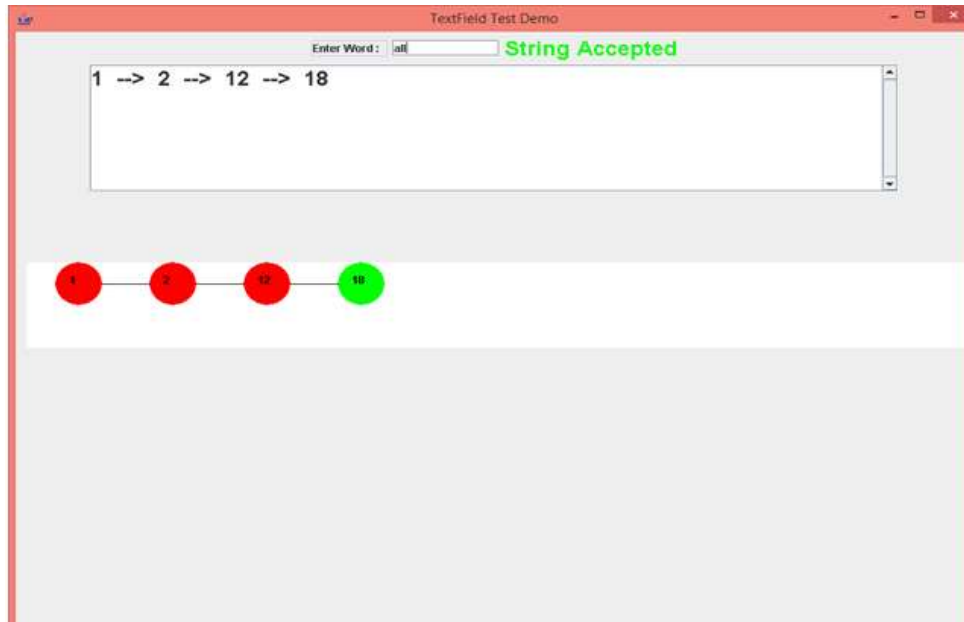 TextField Test Demo
Enter Word : all String Accepted
1 --> 2 --> 12 --> 18
1 2 12 18